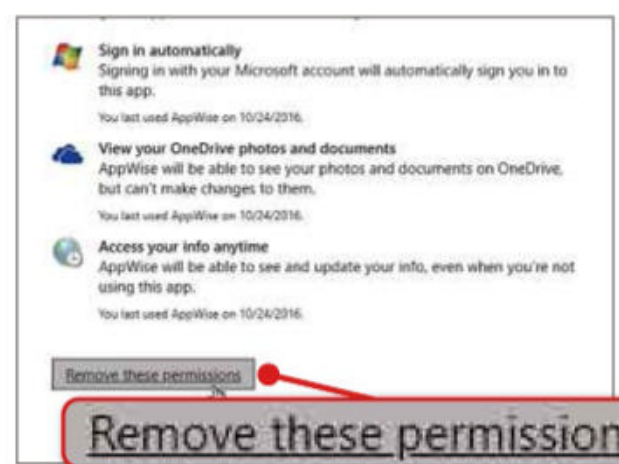 Sign in automatically
Signing in with your Microsoft account will automatically sign you in to
this app.
You last used AppWise on 10/24/2016.
View your OneDrive photos and documents
AppWise will be able to see your photos and documents on OneDrive,
but can't make changes to them.
You last used AppWise on 10/24/2016.
Access your info anytime
AppWise will be able to see and update your info, even when you're not
using this app.
You last used AppWise on 10/24/2016.
Remove these permissions
Remove these permission